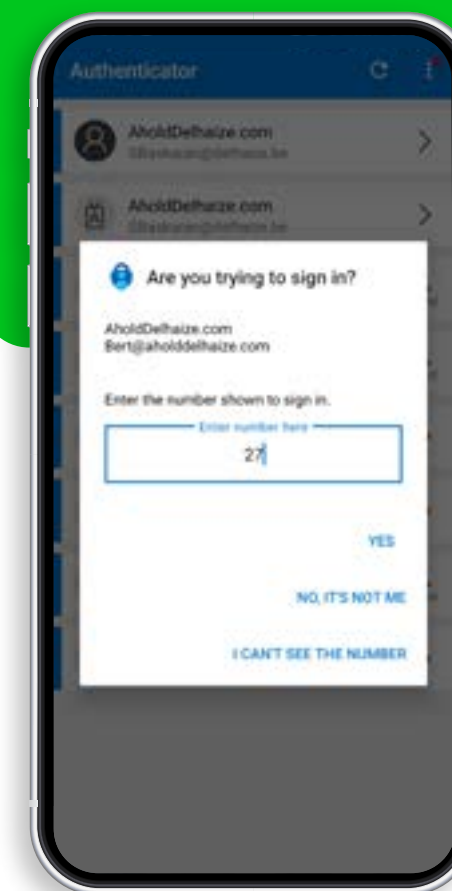 Authenticator
AholdDelhaize.com
AholdDelhaize.com
Are you trying to sign in?
AholdDelhaize.com
Bert@aholddelhaize.com
Enter the number shown to sign in.
Enter number here
27
YES
NO, IT'S NOT ME
I CAN'T SEE THE NUMBER